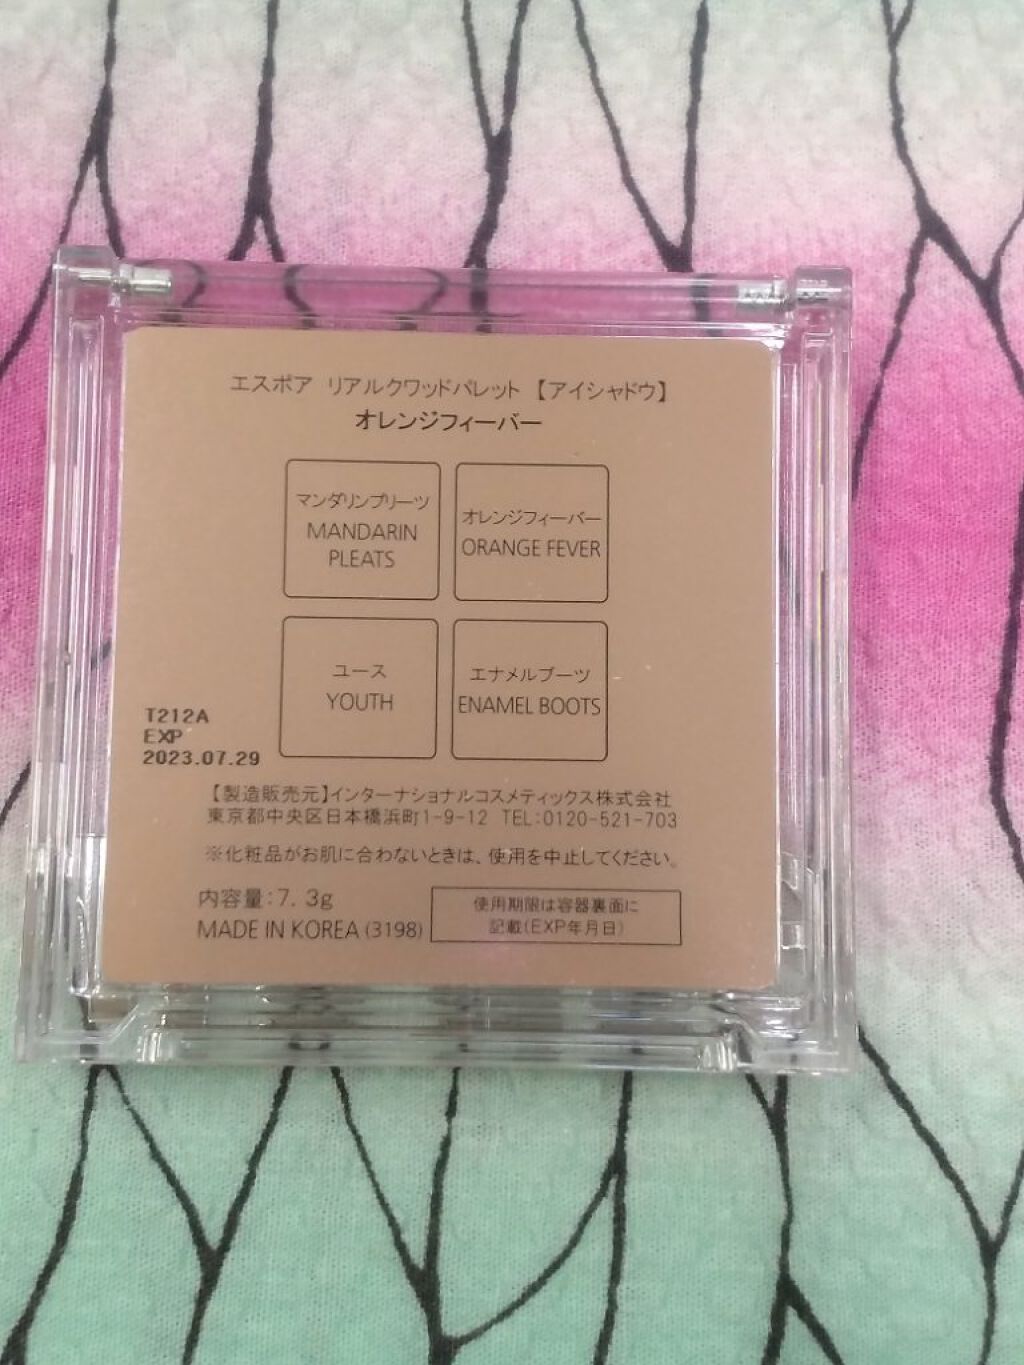 エスポア リアルクワッドパレット【アイシャドウ】
オレンジフィーバー
マンダリンプリーツ
MANDARIN
PLEATS
オレンジフィーバー
ORANGE FEVER
ユース
YOUTH
エナメルブーツ
ENAMEL BOOTS
T212A
EXP
2023.07.29
【製造販売元】インターナショナルコスメティックス株式会社
東京都中央区日本橋浜町1-9-12 TEL:0120-521-703
※化粧品がお肌に合わないときは、使用を中止してください。
内容量:7.3g
MADE IN KOREA (3198)
使用期限は容器裏面に
記載(EXP年月日)